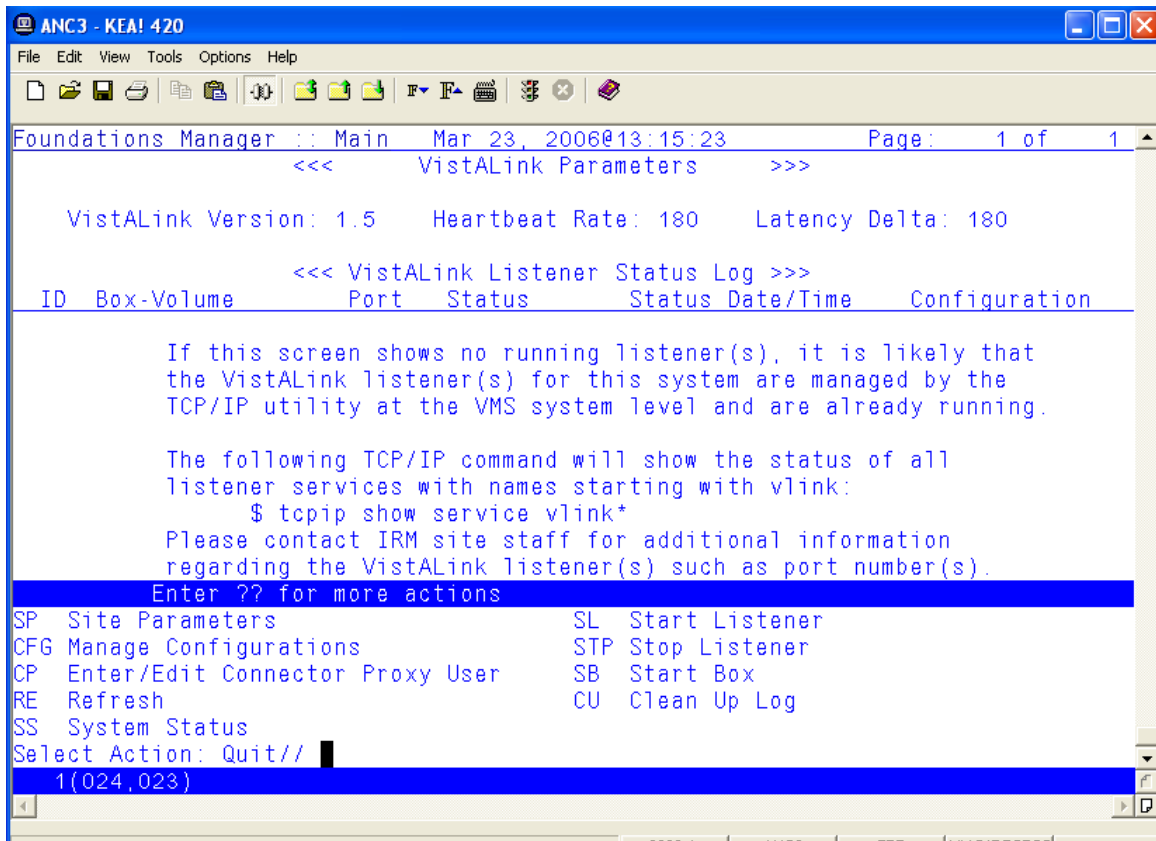 ANC3 - KEA! 420
File Edit View Tools Options Help
Foundations Manager :: Main Mar 23, 2006@13:15:23 Page: 1 of 1
<<< VistALink Parameters >>>
VistALink Version: 1.5 Heartbeat Rate: 180 Latency Delta: 180
<<< VistALink Listener Status Log >>>
ID Box-Volume Port Status Status Date/Time Configuration
If this screen shows no running listener(s), it is likely that
the VistALink listener(s) for this system are managed by the
TCP/IP utility at the VMS system level and are already running.
The following TCP/IP command will show the status of all
listener services with names starting with vlink:
$ tcpip show service vlink*
Please contact IRM site staff for additional information
regarding the VistALink listener(s) such as port number(s).
Enter ?? for more actions
SP Site Parameters SL Start Listener
CFG Manage Configurations STP Stop Listener
CP Enter/Edit Connector Proxy User SB Start Box
RE Refresh CU Clean Up Log
SS System Status
Select Action: Quit//
1(024,023)